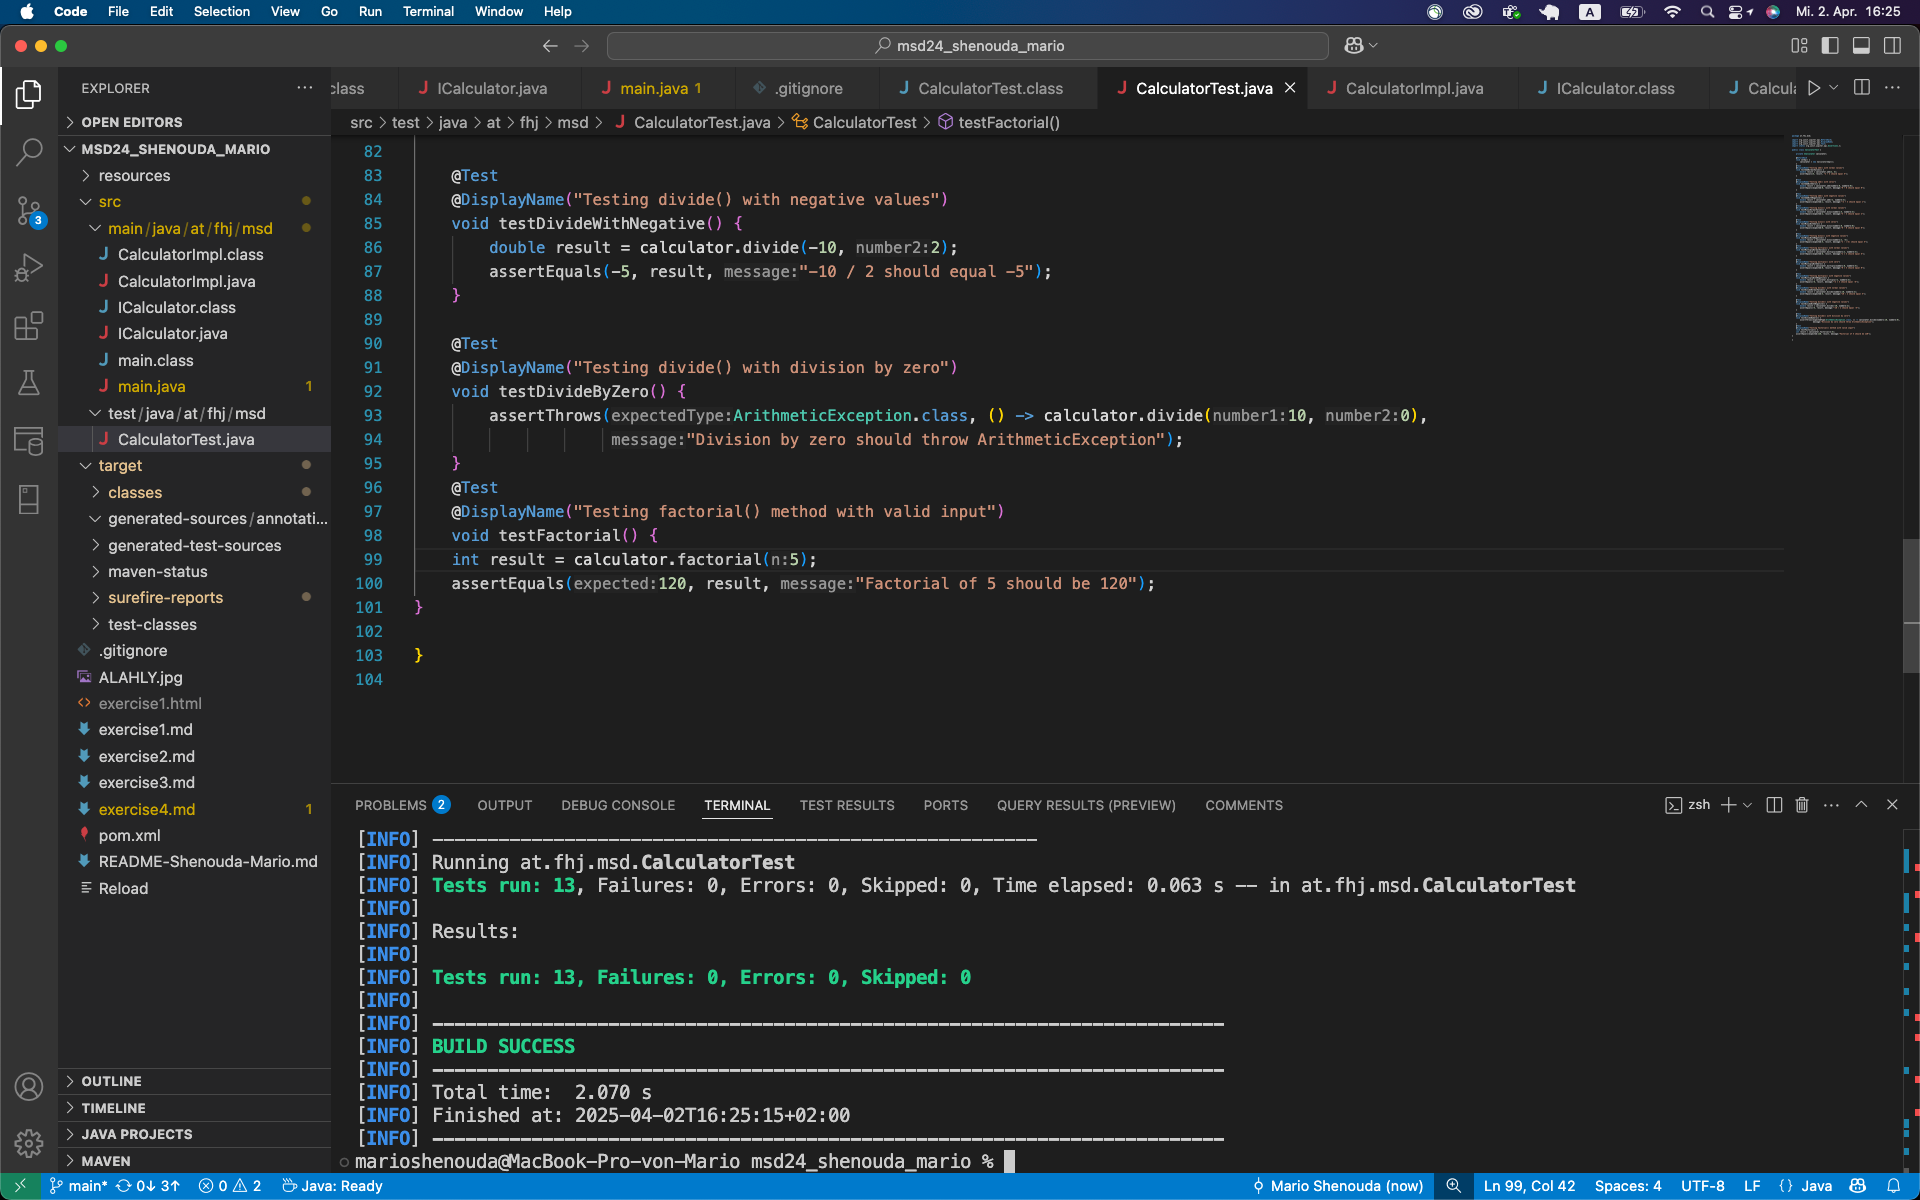 Code File Edit Selection View Go Run Terminal Window Help
A
Mi. 2. Apr. 16:25
msd24_shenouda_mario
EXPLORER
class
ICalculator.java
main.java 1
.gitignore
CalculatorTest.class
CalculatorTest.java
CalculatorImpl.java
ICalculator.class
Calcul
src > test > java > at > fhj > msd > CalculatorTest.java > CalculatorTest > testFactorial()
OPEN EDITORS
MSD24_SHENOUDA_MARIO
resources
src
main/java/at/fhj/msd
CalculatorImpl.class
CalculatorImpl.java
ICalculator.class
ICalculator.java
main.class
main.java 1
test/java/at/fhj/msd
CalculatorTest.java
target
classes
generated-sources/annotati...
generated-test-sources
maven-status
surefire-reports
test-classes
.gitignore
ALAHLY.jpg
exercise1.html
exercise1.md
exercise2.md
exercise3.md
exercise4.md 1
pom.xml
README-Shenouda-Mario.md
Reload
OUTLINE
TIMELINE
JAVA PROJECTS
MAVEN
3
82
83 @Test
84 @DisplayName("Testing divide() with negative values")
85 void testDivideWithNegative() {
86 double result = calculator.divide(-10, number2:2);
87 assertEquals(-5, result, message:"-10 / 2 should equal -5");
88 }
89
90 @Test
91 @DisplayName("Testing divide() with division by zero")
92 void testDivideByZero() {
93 assertThrows(expectedType:ArithmeticException.class, () -> calculator.divide(number1:10, number2:0),
94 message:"Division by zero should throw ArithmeticException");
95 }
96 @Test
97 @DisplayName("Testing factorial() method with valid input")
98 void testFactorial() {
99 int result = calculator.factorial(n:5);
100 assertEquals(expected:120, result, message:"Factorial of 5 should be 120");
101 }
102
103 }
104
PROBLEMS 2 OUTPUT DEBUG CONSOLE TERMINAL TEST RESULTS PORTS QUERY RESULTS (PREVIEW) COMMENTS
zsh
[INFO] -------------------------------------------------------
[INFO] Running at.fhj.msd.CalculatorTest
[INFO] Tests run: 13, Failures: 0, Errors: 0, Skipped: 0, Time elapsed: 0.063 s -- in at.fhj.msd.CalculatorTest
[INFO]
[INFO] Results:
[INFO]
[INFO] Tests run: 13, Failures: 0, Errors: 0, Skipped: 0
[INFO]
[INFO] ------------------------------------------------------------------------
[INFO] BUILD SUCCESS
[INFO] ------------------------------------------------------------------------
[INFO] Total time:  2.070 s
[INFO] Finished at: 2025-04-02T16:25:15+02:00
[INFO] ------------------------------------------------------------------------
marioshenouda@MacBook-Pro-von-Mario msd24_shenouda_mario %
main* 0↓ 3↑ 0 2 Java: Ready
Mario Shenouda (now) Ln 99, Col 42 Spaces: 4 UTF-8 LF {} Java